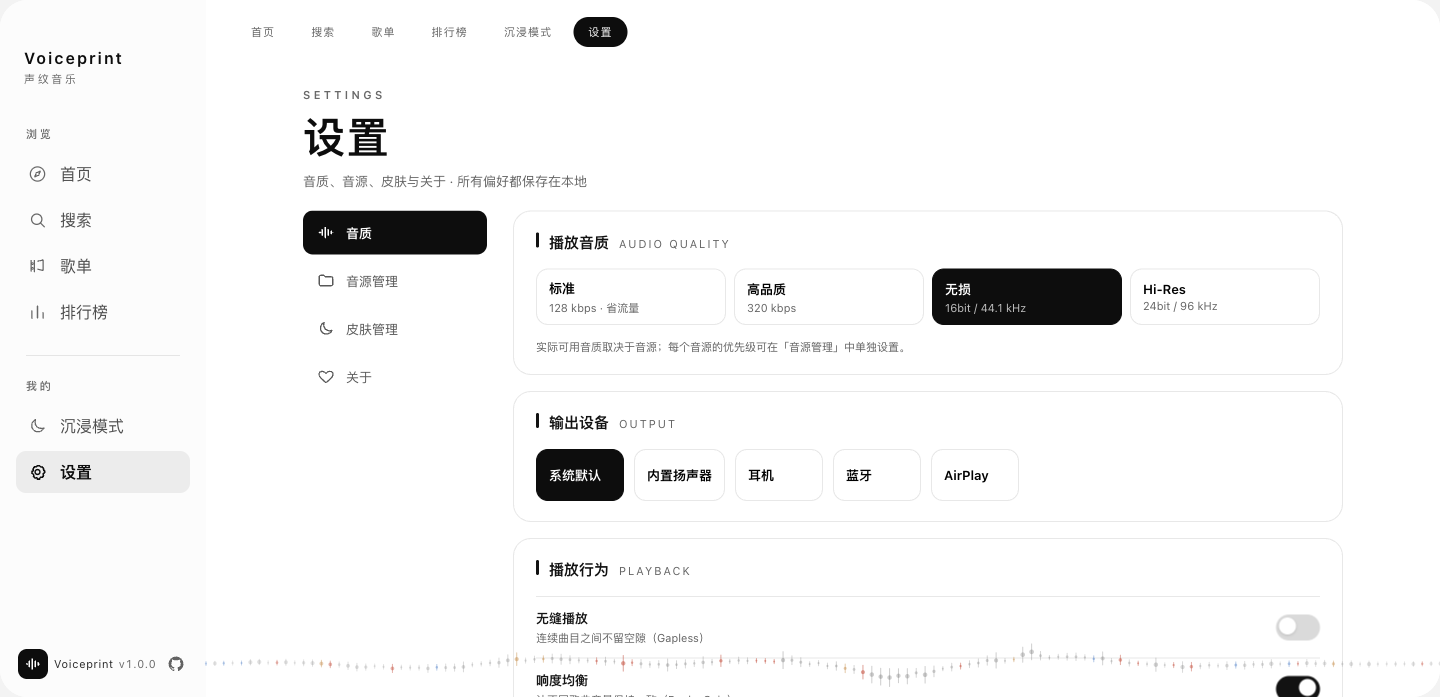 Voiceprint
声纹音乐
浏览
首页
搜索
歌单
排行榜
我的
沉浸模式
设置
Voiceprint v1.0.0
首页 搜索 歌单 排行榜 沉浸模式 设置
SETTINGS
设置
音质、音源、皮肤与关于 · 所有偏好都保存在本地
音质
音源管理
皮肤管理
关于
播放音质 AUDIO QUALITY
标准
128 kbps · 省流量
高品质
320 kbps
无损
16bit / 44.1 kHz
Hi-Res
24bit / 96 kHz
实际可用音质取决于音源；每个音源的优先级可在「音源管理」中单独设置。
输出设备 OUTPUT
系统默认 内置扬声器 耳机 蓝牙 AirPlay
播放行为 PLAYBACK
无缝播放
连续曲目之间不留空隙（Gapless）
响度均衡